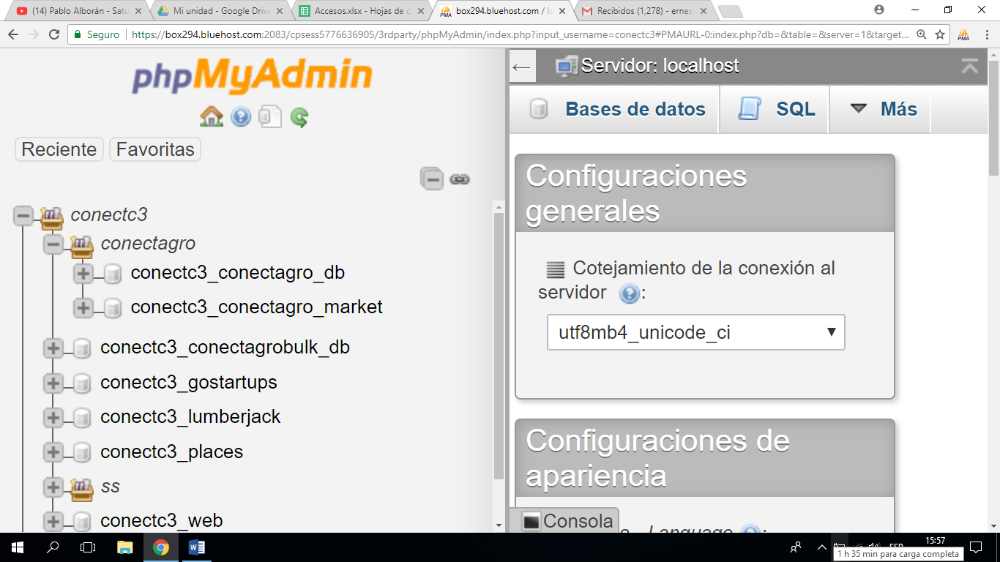 (14) Pablo Alborán - Satu
Mi unidad - Google Drive
Accesos.xlsx - Hojas de c
box294.bluehost.com / lo
Recibidos (1,278) - ernes
Seguro
https://box294.bluehost.com:2083/cpsess5776636905/3rdparty/phpMyAdmin/index.php?input_username=conectc3#PMAURL-0:index.php?db=&table=&server=1&target...
phpMyAdmin
Reciente
Favoritas
conectc3
conectagro
conectc3_conectagro_db
conectc3_conectagro_market
conectc3_conectagrobulk_db
conectc3_gostartups
conectc3_lumberjack
conectc3_places
ss
conectc3_web
Servidor: localhost
Bases de datos
SQL
Más
Configuraciones
generales
Cotejamiento de la conexión al
servidor :
utf8mb4_unicode_ci
Configuraciones de
apariencia
Language :
Consola
15:57
1 h 35 min para carga completa